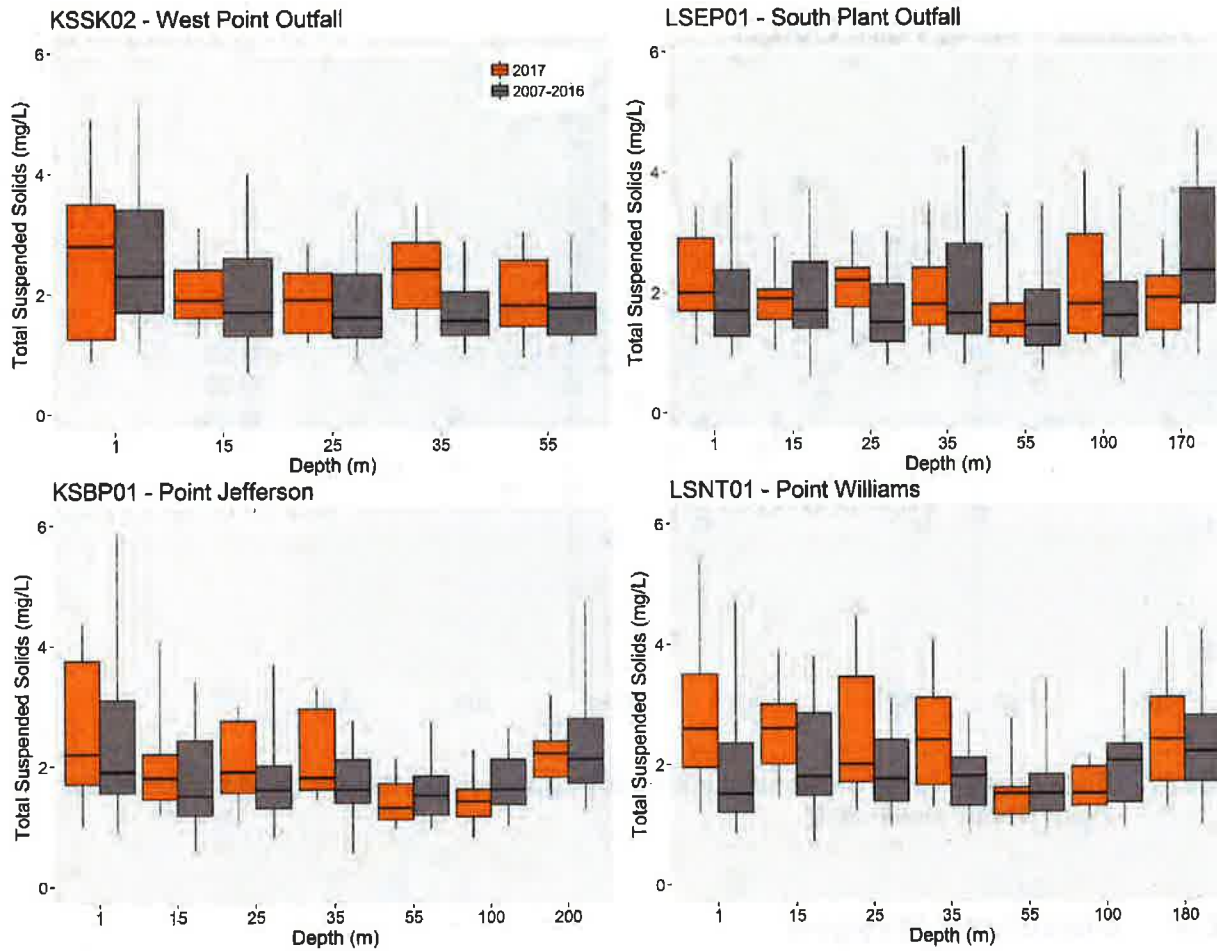 KSSK02 - West Point Outfall
6
4
2
0
Total Suspended Solids (mg/L)
2017
2007-2016
1 15 25 35 55
Depth (m)
LSEP01 - South Plant Outfall
6
4
2
0
Total Suspended Solids (mg/L)
1 15 25 35 55 100 170
Depth (m)
KSBP01 - Point Jefferson
6
4
2
0
Total Suspended Solids (mg/L)
1 15 25 35 55 100 200
Depth (m)
LSNT01 - Point Williams
6
4
2
0
Total Suspended Solids (mg/L)
1 15 25 35 55 100 180
Depth (m)